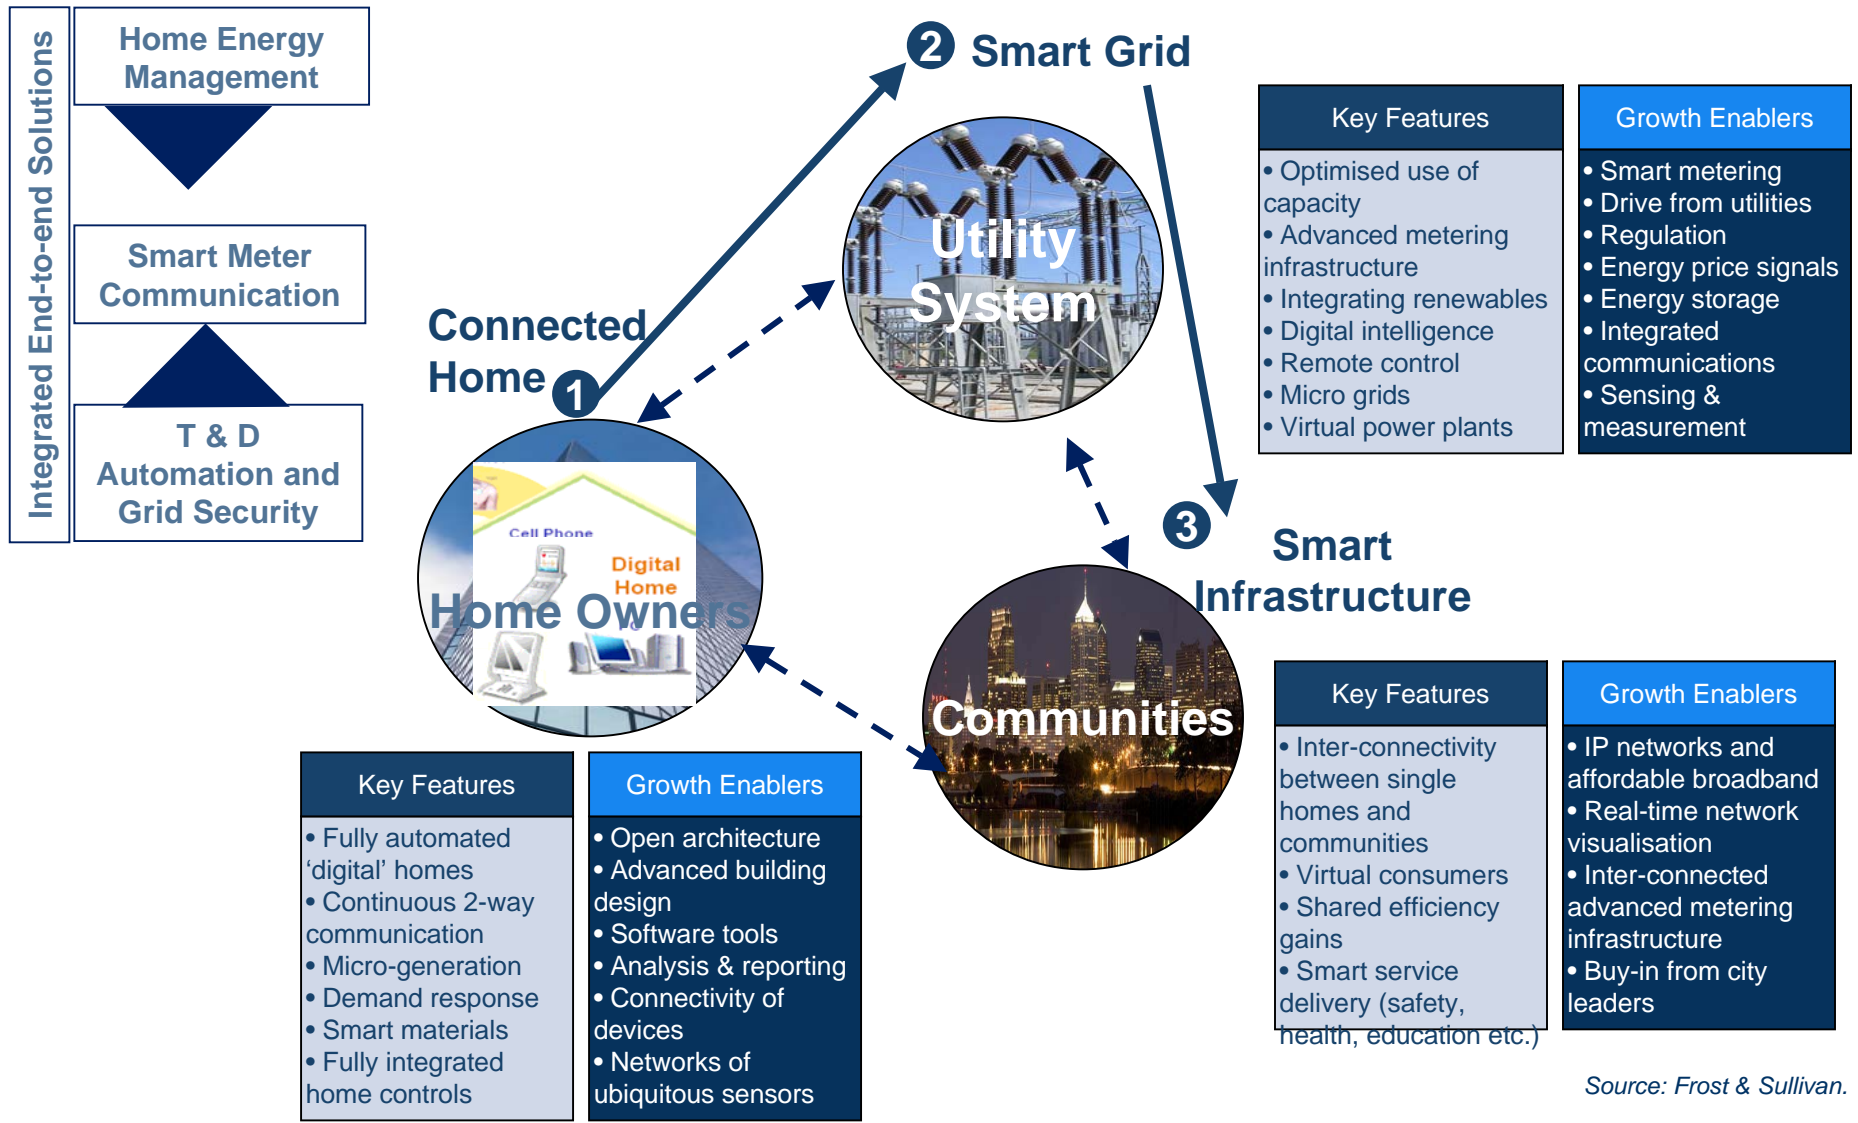 Integrated End-to-end Solutions
Home Energy
Management
Smart Meter
Communication
T & D
Automation and
Grid Security
2 Smart Grid
Utility
System
Key Features
• Optimised use of
capacity
• Advanced metering
infrastructure
• Integrating renewables
• Digital intelligence
• Remote control
• Micro grids
• Virtual power plants
Growth Enablers
• Smart metering
• Drive from utilities
• Regulation
• Energy price signals
• Energy storage
• Integrated
communications
• Sensing &
measurement
Connected
Home 1
Cell Phone
Digital
Home
Home Owners
Key Features
• Fully automated
‘digital’ homes
• Continuous 2-way
communication
• Micro-generation
• Demand response
• Smart materials
• Fully integrated
home controls
Growth Enablers
• Open architecture
• Advanced building
design
• Software tools
• Analysis & reporting
• Connectivity of
devices
• Networks of
ubiquitous sensors
3 Smart
Infrastructure
Communities
Key Features
• Inter-connectivity
between single
homes and
communities
• Virtual consumers
• Shared efficiency
gains
• Smart service
delivery (safety,
health, education etc.)
Growth Enablers
• IP networks and
affordable broadband
• Real-time network
visualisation
• Inter-connected
advanced metering
infrastructure
• Buy-in from city
leaders
Source: Frost & Sullivan.